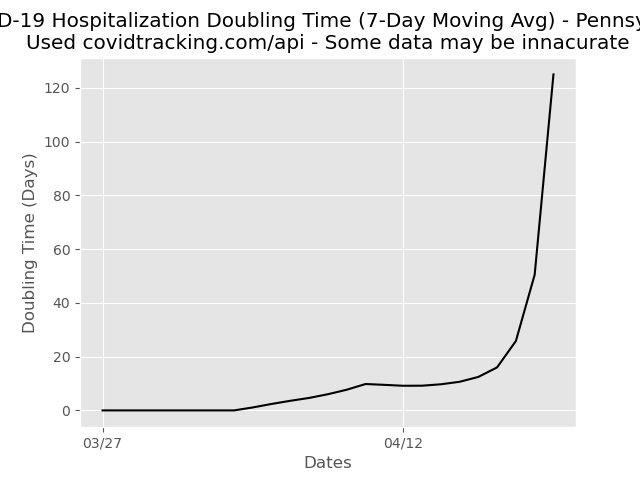 D-19 Hospitalization Doubling Time (7-Day Moving Avg) - Pennsy
Used covidtracking.com/api - Some data may be innacurate
120
100
80
60
40
20
0
Doubling Time (Days)
03/27
04/12
Dates